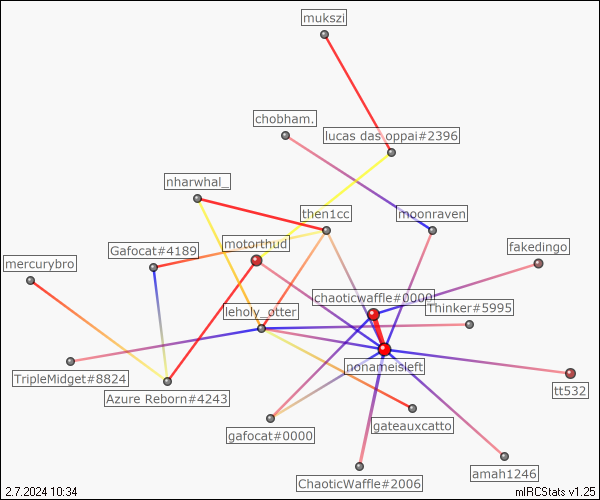 mukszi
chobham.
lucas das oppai#2396
nharwhal_
then1cc
moonraven
motorthud
Gafocat#4189
fakedingo
mercurybro
chaoticwaffle#0000
Thinker#5995
leholy_otter
nonameisleft
TripleMidget#8824
Azure Reborn#4243
tt532
gateauxcatto
gafocat#0000
amah1246
ChaoticWaffle#2006
2.7.2024 10:34
mIRCStats v1.25